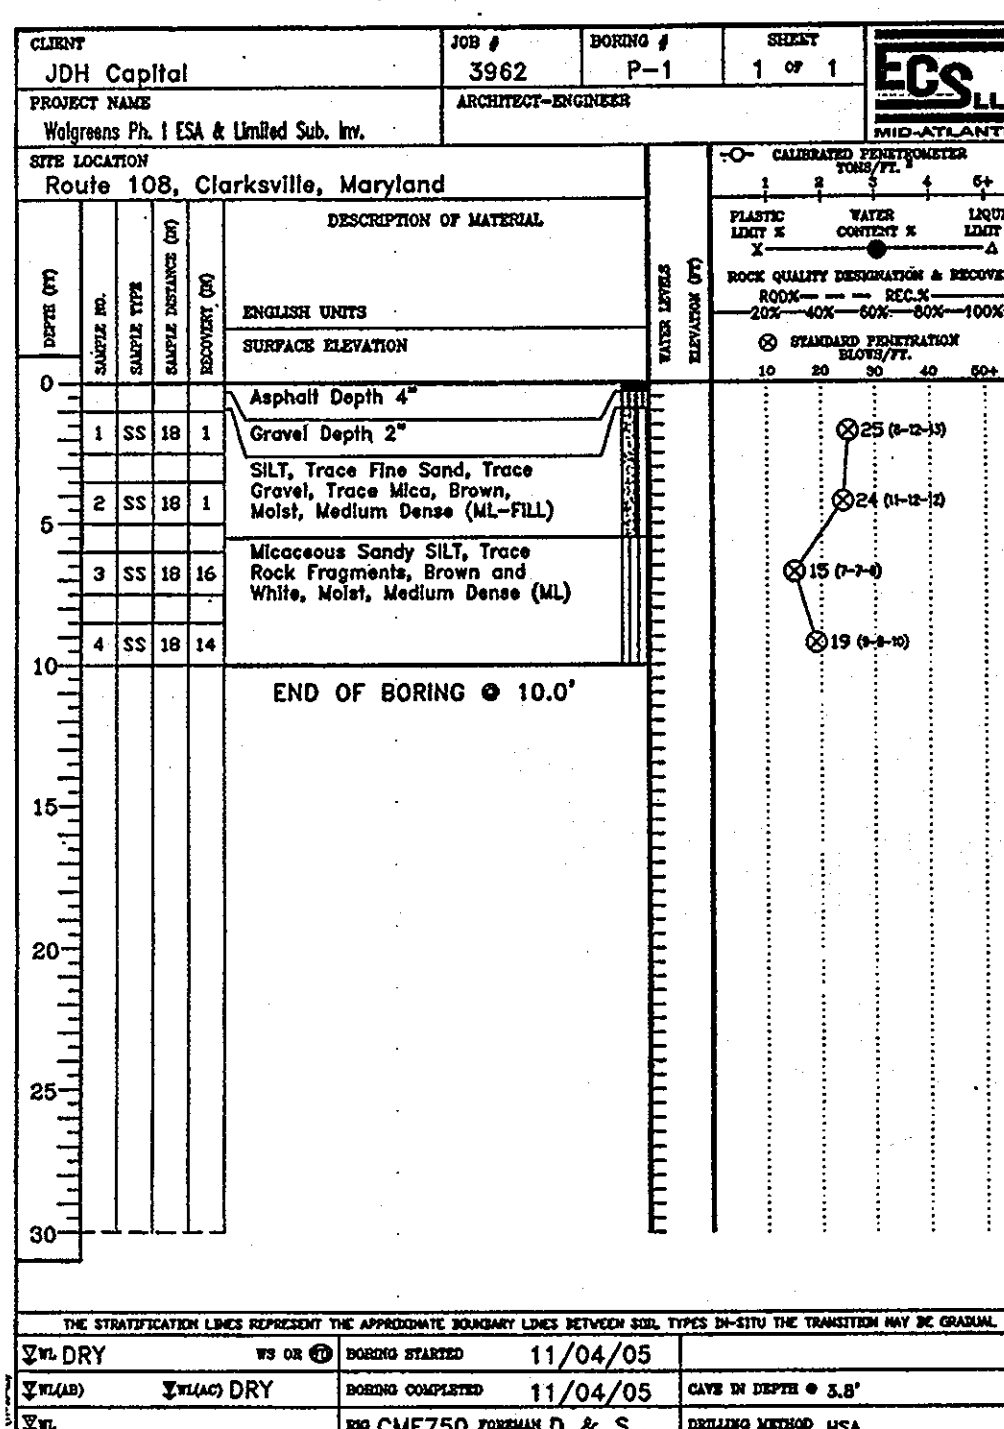 CLIENT
JDH Capital
JOB #
3962
BORING #
P-1
SHEET
1 OF 1
ECS LL
MID-ATLANT
PROJECT NAME
Walgreens Ph. I ESA & Limited Sub. Inv.
ARCHITECT-ENGINEER
SITE LOCATION
Route 108, Clarksville, Maryland
-O- CALIBRATED PENETROMETER
TONS/FT.²
1 2 3 4 5+
PLASTIC WATER LIQU
LIMIT % CONTENT % LIMIT
X Δ
ROCK QUALITY DESIGNATION & RECOVE
RQD% — — — REC.% ———
20% 40% 60% 80% 100%
⊗ STANDARD PENETRATION
BLOWS/FT.
10 20 30 40 50+
DEPTH (FT)
SAMPLE NO.
SAMPLE TYPE
SAMPLE DISTANCE (IN)
RECOVERY (IN)
DESCRIPTION OF MATERIAL
ENGLISH UNITS
SURFACE ELEVATION
WATER LEVELS
ELEVATION (FT)
0
Asphalt Depth 4"
1 SS 18 1
Gravel Depth 2"
25 (8-12-13)
SILT, Trace Fine Sand, Trace
Gravel, Trace Mica, Brown,
Moist, Medium Dense (ML-FILL)
2 SS 18 1
24 (11-12-12)
5
Micaceous Sandy SILT, Trace
Rock Fragments, Brown and
White, Moist, Medium Dense (ML)
3 SS 18 16
15 (7-7-8)
4 SS 18 14
19 (9-9-10)
10
END OF BORING @ 10.0'
15
20
25
30
THE STRATIFICATION LINES REPRESENT THE APPROXIMATE BOUNDARY LINES BETWEEN SOIL TYPES IN-SITU THE TRANSITION MAY BE GRADUAL
WL DRY WS OR WD
BORING STARTED 11/04/05
WL(AB) WL(AC) DRY
BORING COMPLETED 11/04/05
CAVE IN DEPTH @ 3.8'
WL
RIG CME750 FOREMAN D & S
DRILLING METHOD HSA